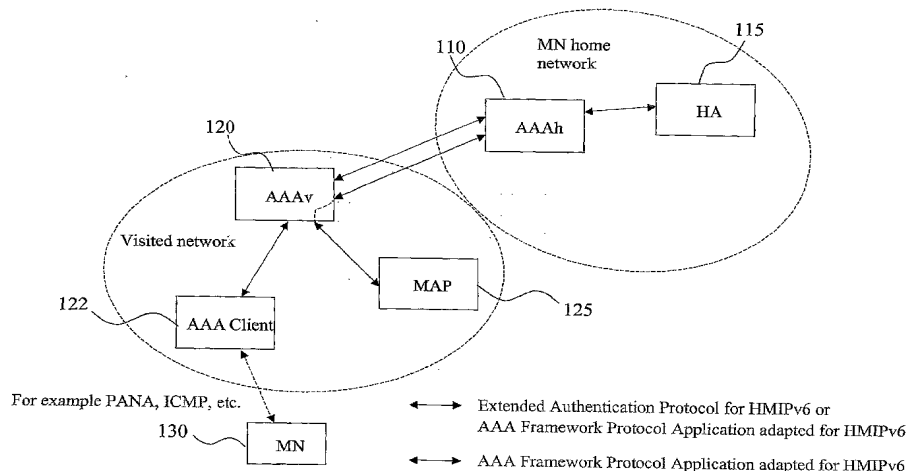 115
MN home
network
110
HA
AAAh
120
AAAv
Visited network
MAP
125
122
AAA Client
For example PANA, ICMP, etc.
130
MN
Extended Authentication Protocol for HMIPv6 or
AAA Framework Protocol Application adapted for HMIPv6
AAA Framework Protocol Application adapted for HMIPv6